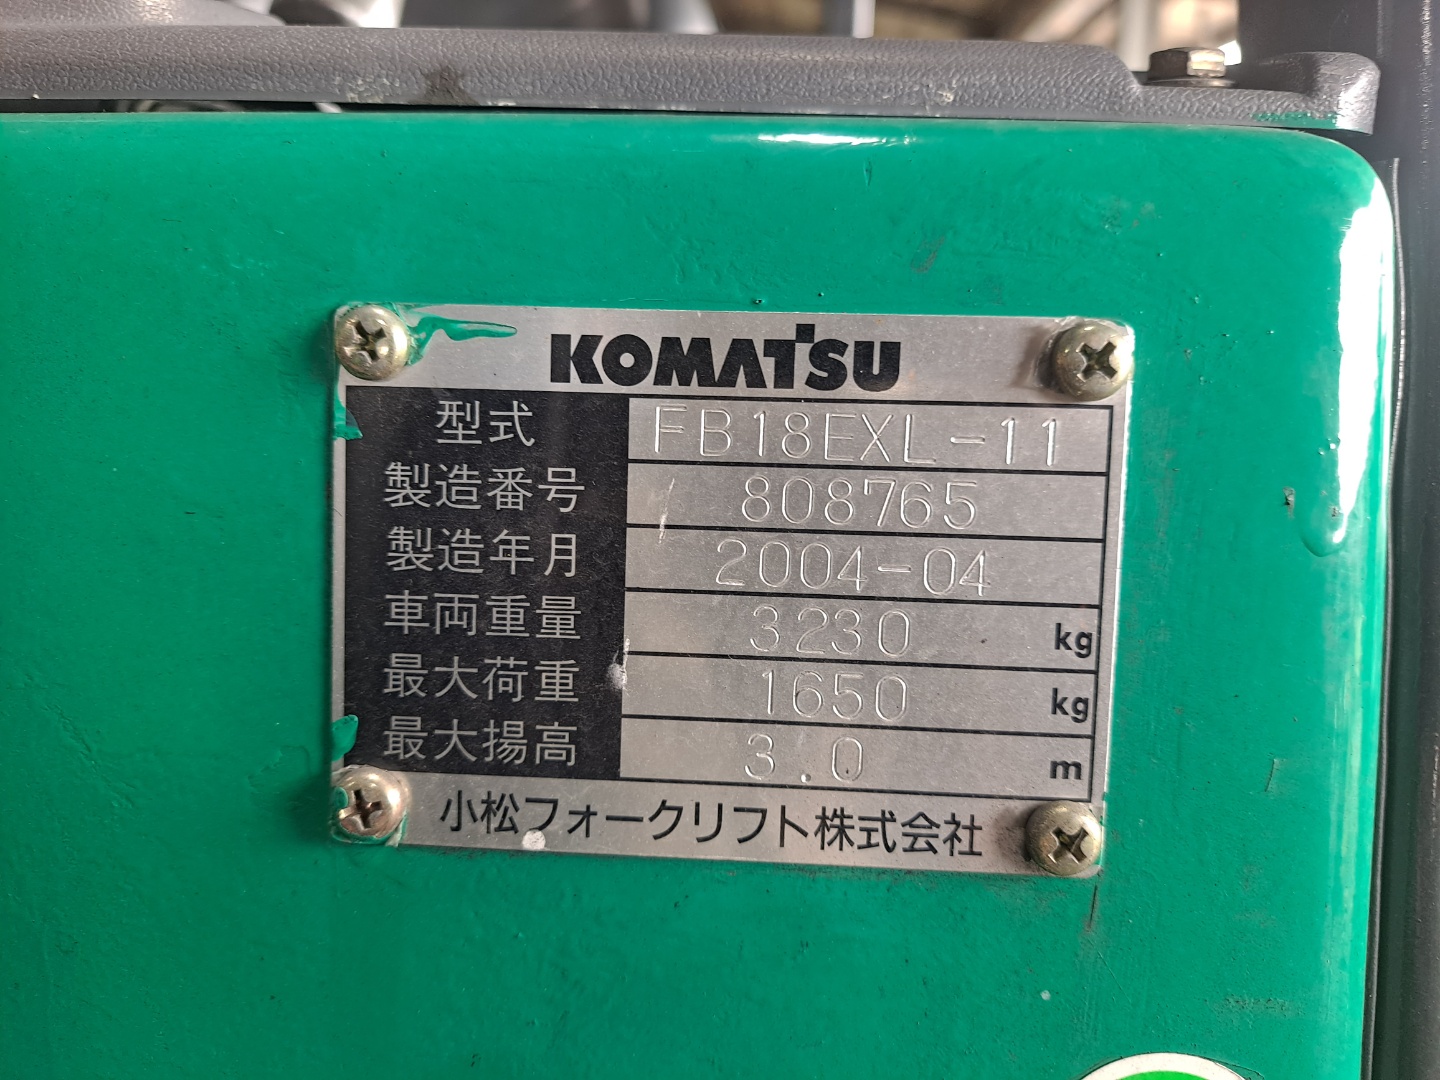 KOMATSU
型式 FB18EXL-11
製造番号 808765
製造年月 2004-04
車両重量 3230 kg
最大荷重 1650 kg
最大揚高 3.0 m
小松フォークリフト株式会社